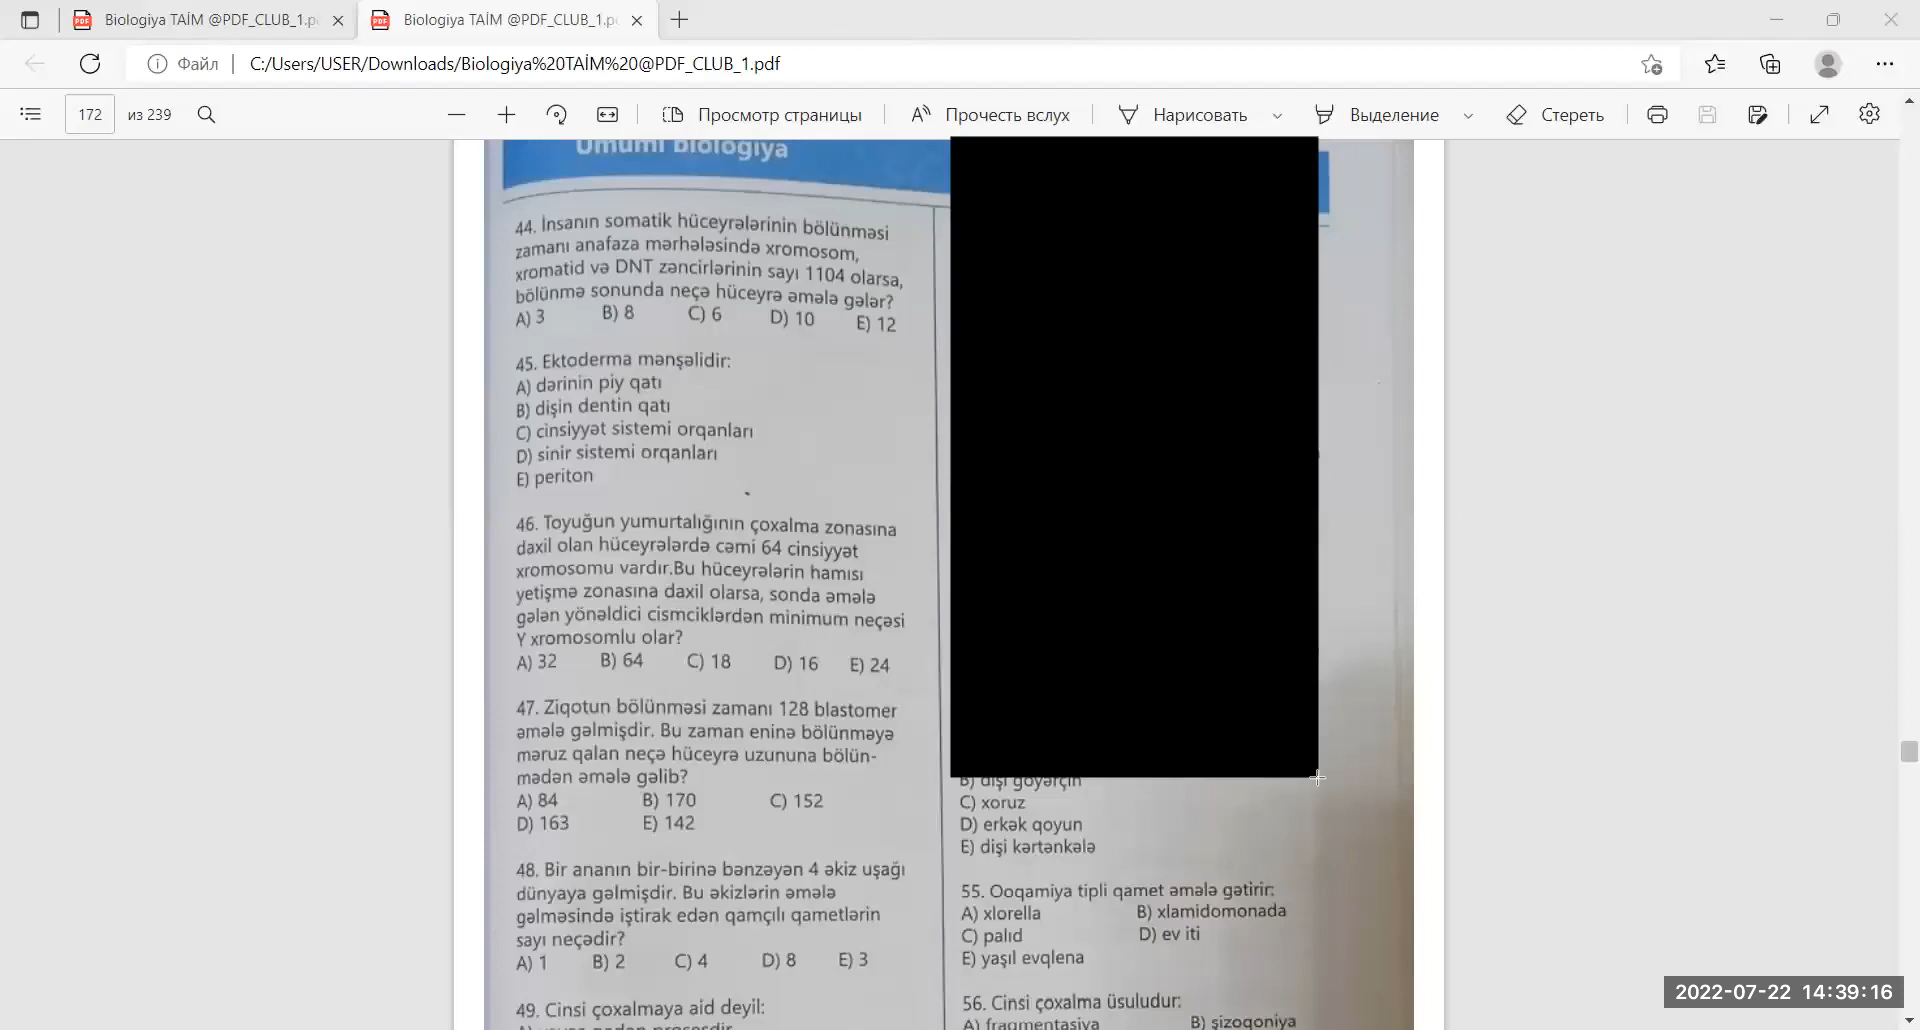 Biologiya TAİM @PDF_CLUB_1.p
Biologiya TAİM @PDF_CLUB_1.p
Файл
C:/Users/USER/Downloads/Biologiya%20TAİM%20@PDF_CLUB_1.pdf
172 из 239
Просмотр страницы
Прочесть вслух
Нарисовать
Выделение
Стереть
Ümumi biologiya
44. İnsanın somatik hüceyrələrinin bölünməsi
zamanı anafaza mərhələsində xromosom,
xromatid və DNT zəncirlərinin sayı 1104 olarsa,
bölünmə sonunda neçə hüceyrə əmələ gələr?
A) 3 B) 8 C) 6 D) 10 E) 12
45. Ektoderma mənşəlidir:
A) dərinin piy qatı
B) dişin dentin qatı
C) cinsiyyət sistemi orqanları
D) sinir sistemi orqanları
E) periton
46. Toyuğun yumurtalığının çoxalma zonasına
daxil olan hüceyrələrdə cəmi 64 cinsiyyət
xromosomu vardır.Bu hüceyrələrin hamısı
yetişmə zonasına daxil olarsa, sonda əmələ
gələn yönəldici cismciklərdən minimum neçəsi
Y xromosomlu olar?
A) 32 B) 64 C) 18 D) 16 E) 24
47. Ziqotun bölünməsi zamanı 128 blastomer
əmələ gəlmişdir. Bu zaman eninə bölünməyə
məruz qalan neçə hüceyrə uzununa bölün-
mədən əmələ gəlib?
A) 84 B) 170 C) 152
D) 163 E) 142
48. Bir ananın bir-birinə bənzəyən 4 əkiz uşağı
dünyaya gəlmişdir. Bu əkizlərin əmələ
gəlməsində iştirak edən qamçılı qametlərin
sayı neçədir?
A) 1 B) 2 C) 4 D) 8 E) 3
49. Cinsi çoxalmaya aid deyil:
B) dişi göyərçin
C) xoruz
D) erkək qoyun
E) dişi kərtənkələ
55. Ooqamiya tipli qamet əmələ gətirir:
A) xlorella B) xlamidomonada
C) palıd D) ev iti
E) yaşıl evqlena
56. Cinsi çoxalma üsuludur:
A) fraqmentasiya B) şizoqoniya
2022-07-22 14:39:16